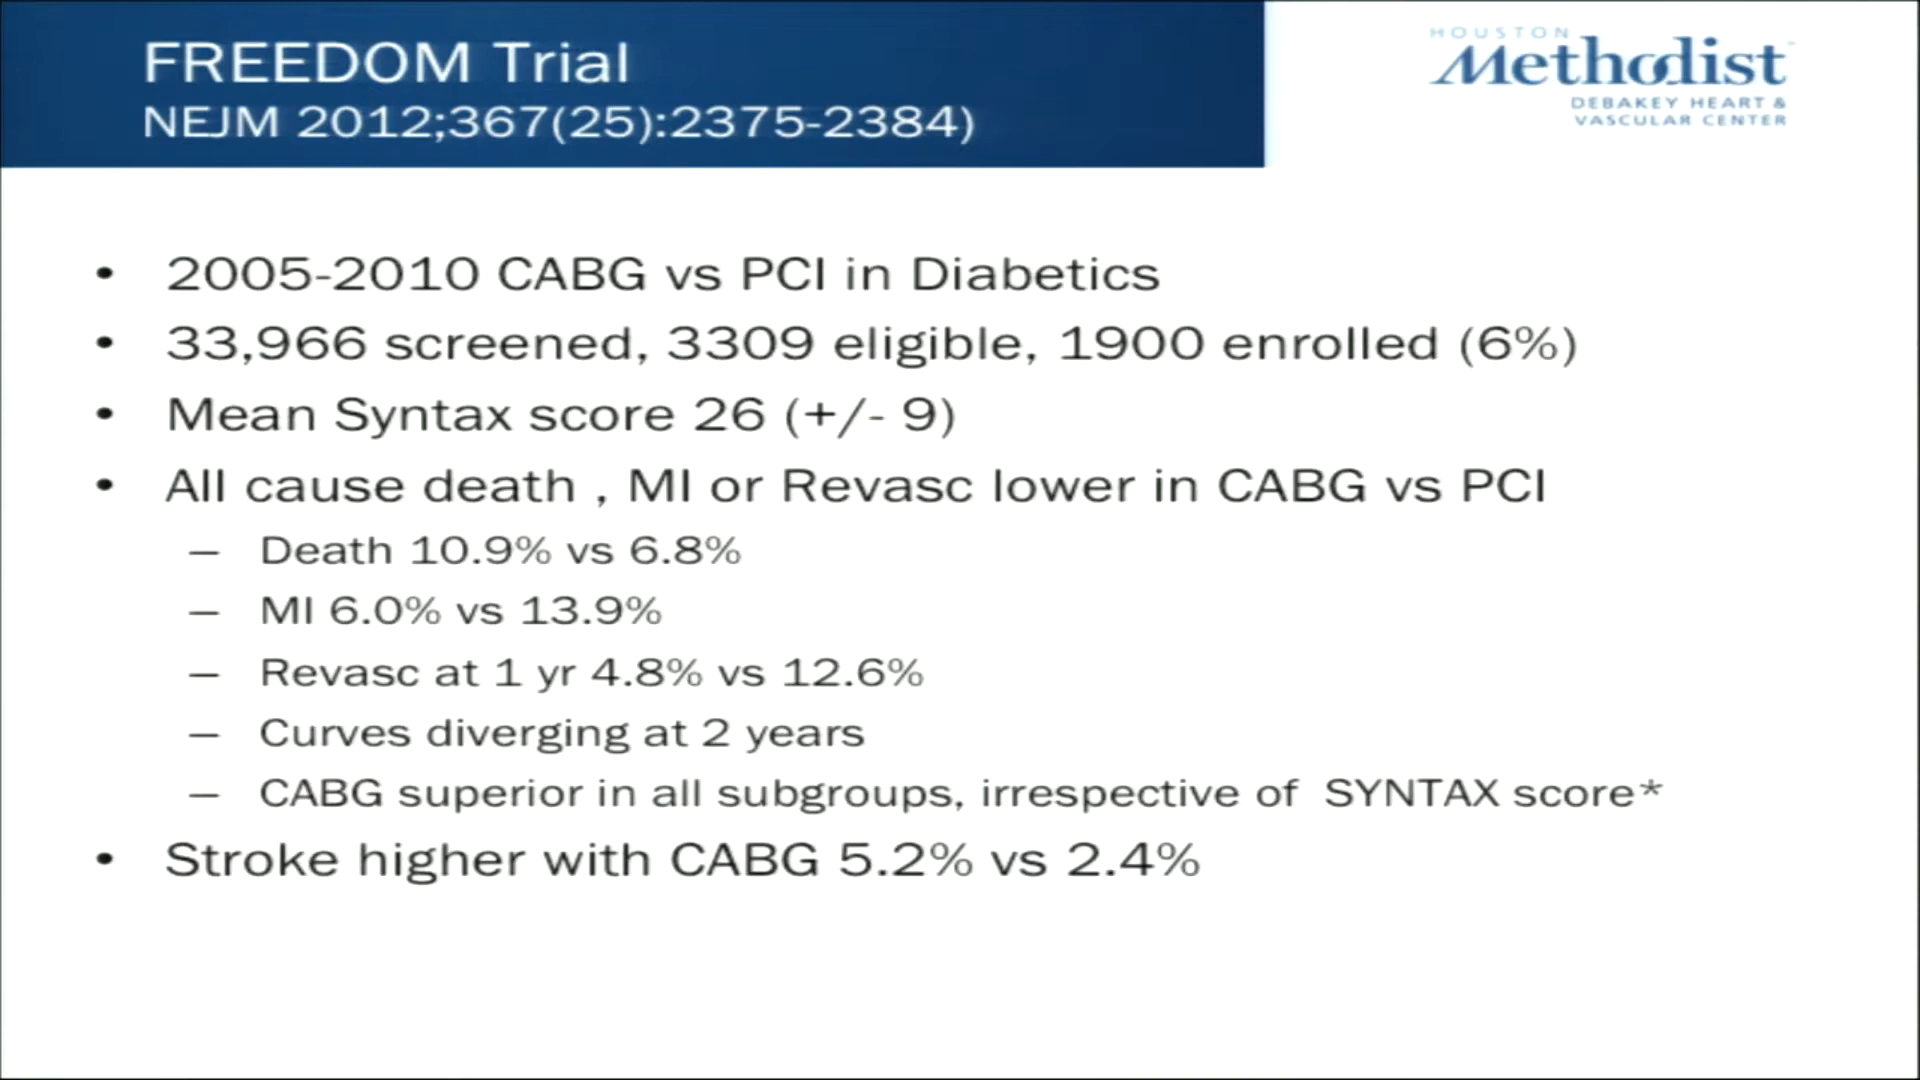 FREEDOM Trial
NEJM 2012;367(25):2375-2384)
HOUSTON
Methodist
DEBAKEY HEART &
VASCULAR CENTER
• 2005-2010 CABG vs PCI in Diabetics
• 33,966 screened, 3309 eligible, 1900 enrolled (6%)
• Mean Syntax score 26 (+/- 9)
• All cause death , MI or Revasc lower in CABG vs PCI
– Death 10.9% vs 6.8%
– MI 6.0% vs 13.9%
– Revasc at 1 yr 4.8% vs 12.6%
– Curves diverging at 2 years
– CABG superior in all subgroups, irrespective of SYNTAX score*
• Stroke higher with CABG 5.2% vs 2.4%